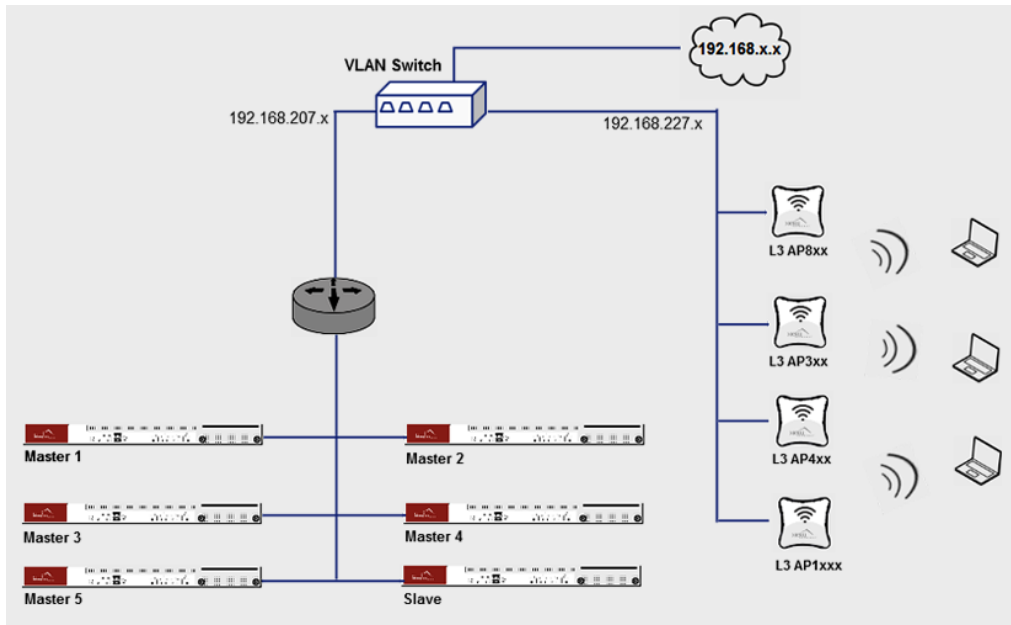 192.168.x.x
VLAN Switch
192.168.207.x
192.168.227.x
L3 AP8xx
L3 AP3xx
L3 AP4xx
L3 AP1xxx
Master 1
Master 2
Master 3
Master 4
Master 5
Slave